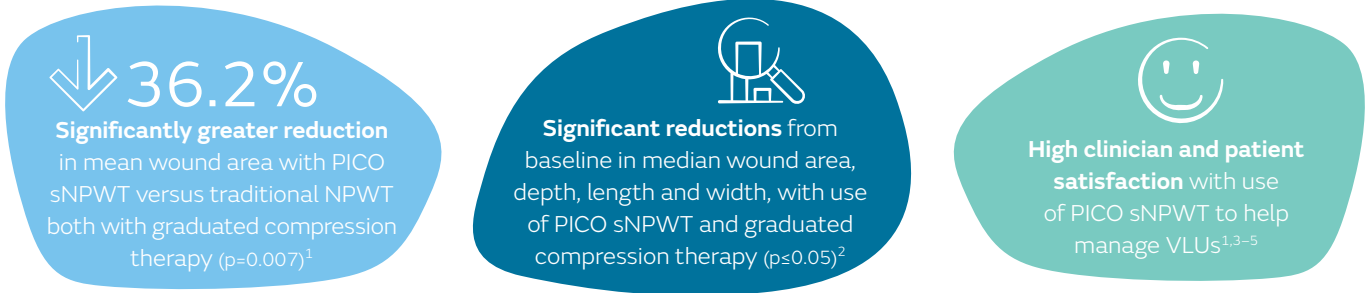 36.2%
Significantly greater reduction
in mean wound area with PICO
sNPWT versus traditional NPWT
both with graduated compression
therapy (p=0.007)¹
Significant reductions from
baseline in median wound area,
depth, length and width, with use
of PICO sNPWT and graduated
compression therapy (p≤0.05)²
High clinician and patient
satisfaction with use
of PICO sNPWT to help
manage VLUs¹,³⁻⁵